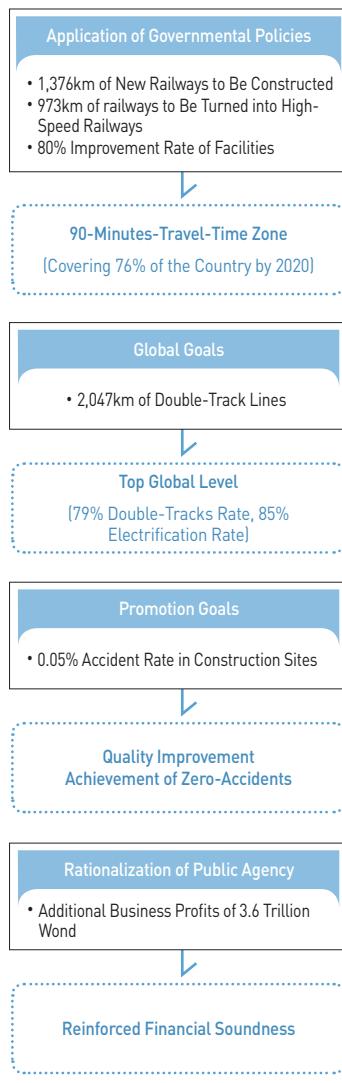 Application of Governmental Policies
• 1,376km of New Railways to Be Constructed
• 973km of railways to Be Turned into High-
Speed Railways
• 80% Improvement Rate of Facilities
90-Minutes-Travel-Time Zone
(Covering 76% of the Country by 2020)
Global Goals
• 2,047km of Double-Track Lines
Top Global Level
(79% Double-Tracks Rate, 85%
Electrification Rate)
Promotion Goals
• 0.05% Accident Rate in Construction Sites
Quality Improvement
Achievement of Zero-Accidents
Rationalization of Public Agency
• Additional Business Profits of 3.6 Trillion
Wond
Reinforced Financial Soundness